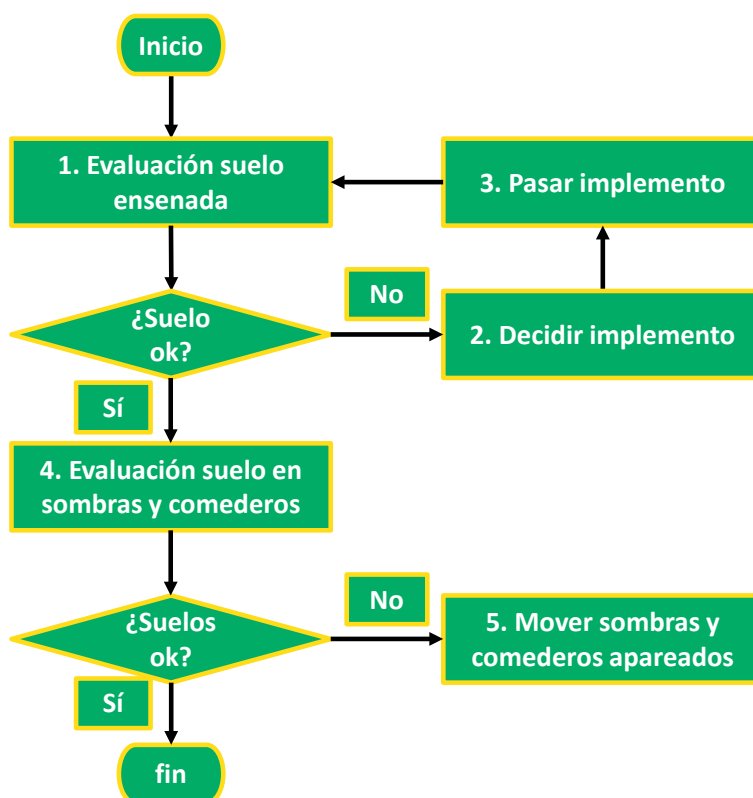 Inicio
1. Evaluación suelo
ensenada
3. Pasar implemento
¿Suelo
ok?
No
2. Decidir implemento
Sí
4. Evaluación suelo en
sombras y comederos
¿Suelos
ok?
No
5. Mover sombras y
comederos apareados
Sí
fin